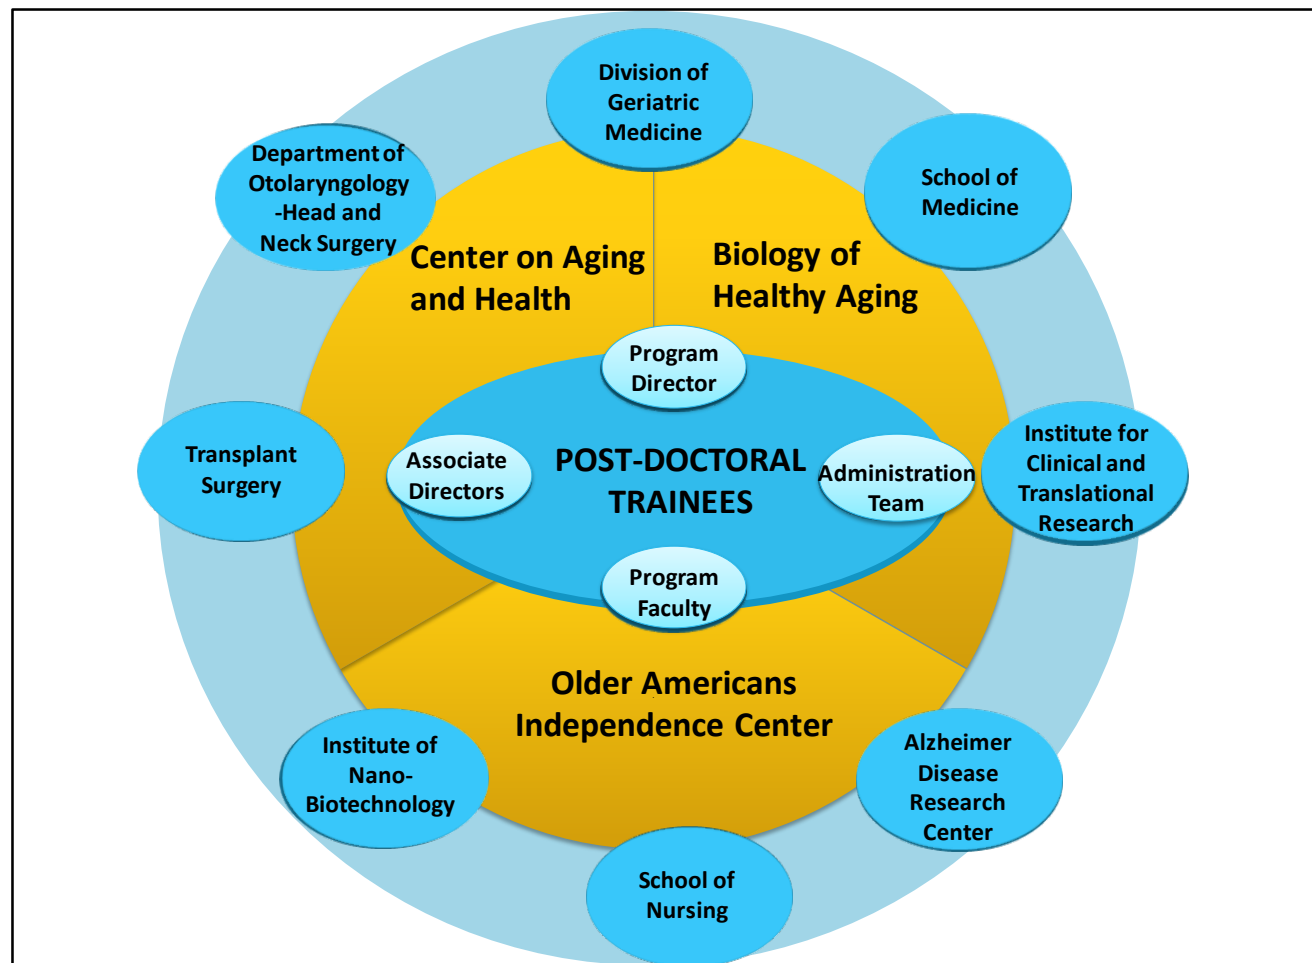 Division of
Geriatric
Medicine
Department of
Otolaryngology
-Head and
Neck Surgery
School of
Medicine
Center on Aging
and Health
Biology of
Healthy Aging
Program
Director
Transplant
Surgery
Associate
Directors
POST-DOCTORAL
TRAINEES
Administration
Team
Institute for
Clinical and
Translational
Research
Program
Faculty
Older Americans
Independence Center
Institute of
Nano-
Biotechnology
Alzheimer
Disease
Research
Center
School of
Nursing